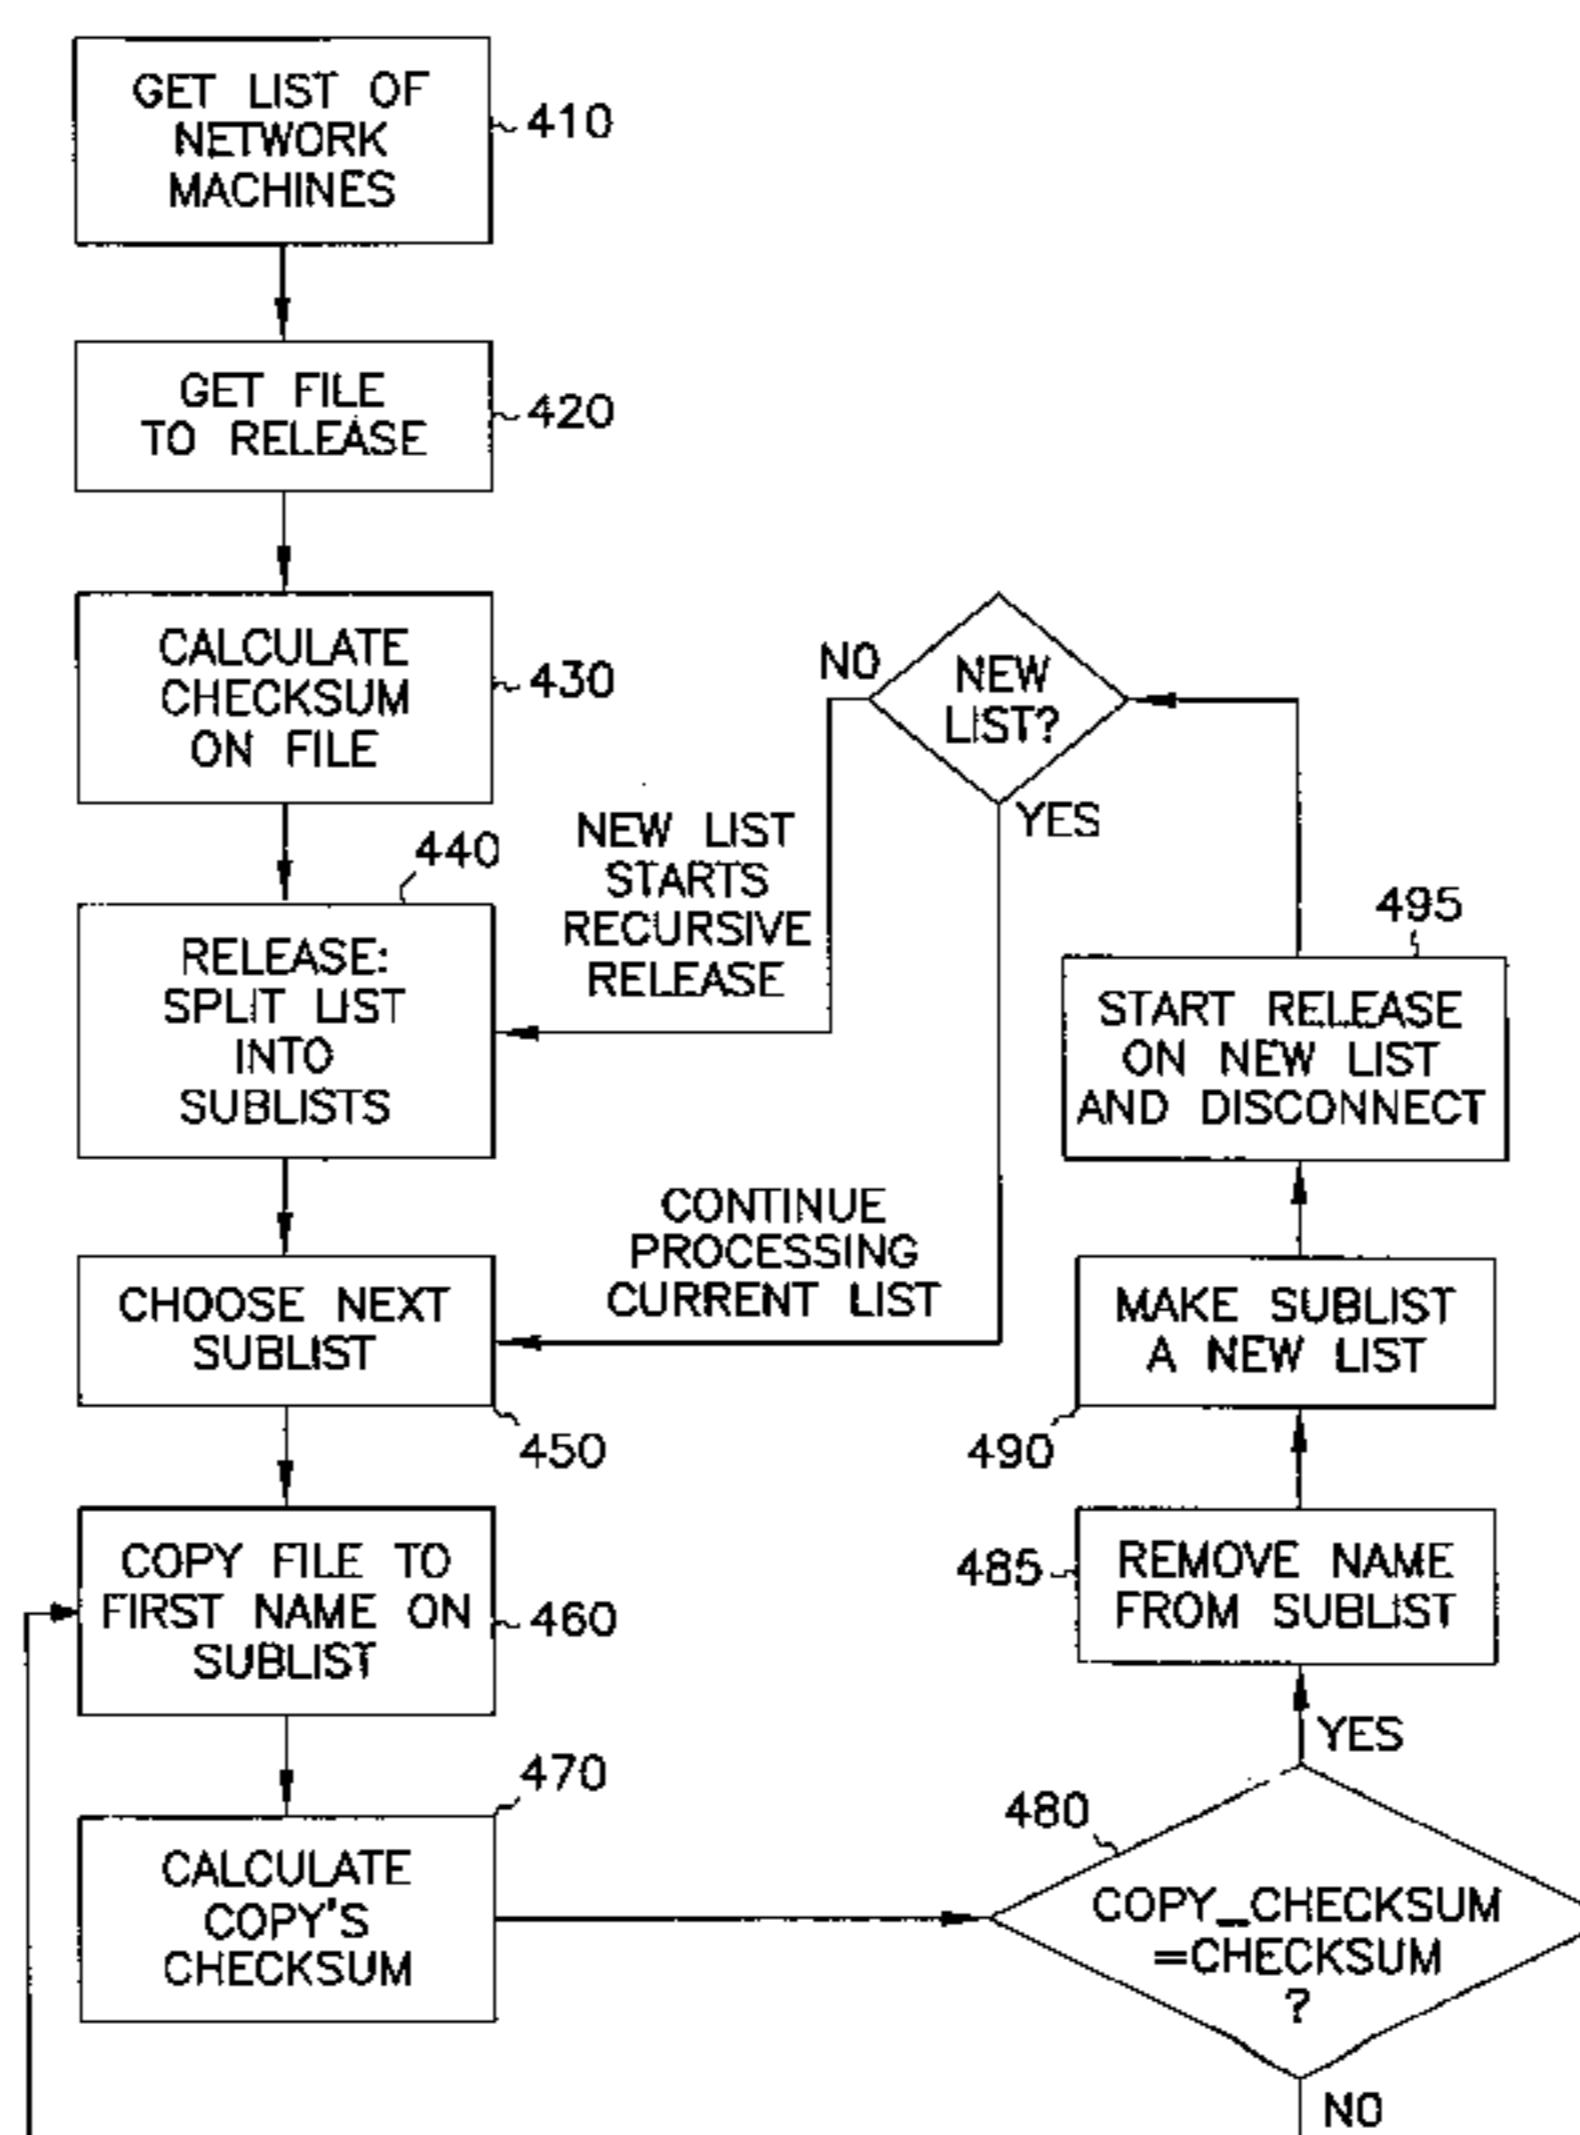 GET LIST OF
NETWORK
MACHINES
410
GET FILE
TO RELEASE
420
CALCULATE
CHECKSUM
ON FILE
430
NEW
LIST?
NO
YES
NEW LIST
STARTS
RECURSIVE
RELEASE
440
RELEASE:
SPLIT LIST
INTO
SUBLISTS
495
START RELEASE
ON NEW LIST
AND DISCONNECT
CONTINUE
PROCESSING
CURRENT LIST
CHOOSE NEXT
SUBLIST
450
MAKE SUBLIST
A NEW LIST
490
COPY FILE TO
FIRST NAME ON
SUBLIST
460
485
REMOVE NAME
FROM SUBLIST
YES
470
CALCULATE
COPY'S
CHECKSUM
480
COPY_CHECKSUM
=CHECKSUM
?
NO